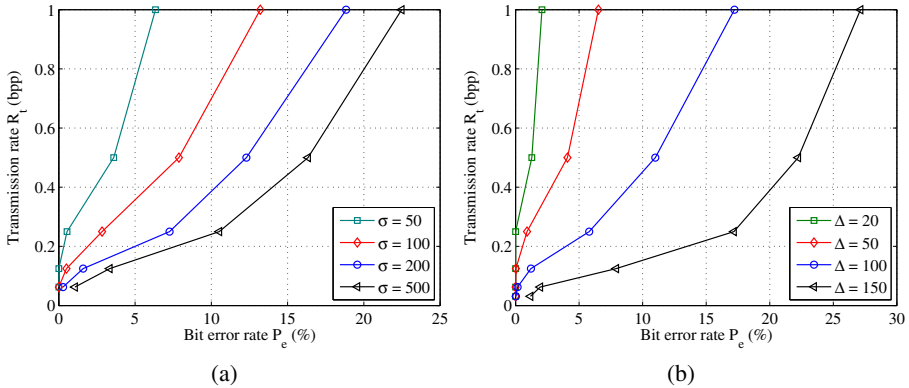 Transmission rate R_t (bpp)
1
0.8
0.6
0.4
0.2
0
0 5 10 15 20 25
Bit error rate P_e (%)
σ = 50
σ = 100
σ = 200
σ = 500
(a)
Transmission rate R_t (bpp)
1
0.8
0.6
0.4
0.2
0
0 5 10 15 20 25 30
Bit error rate P_e (%)
Δ = 20
Δ = 50
Δ = 100
Δ = 150
(b)